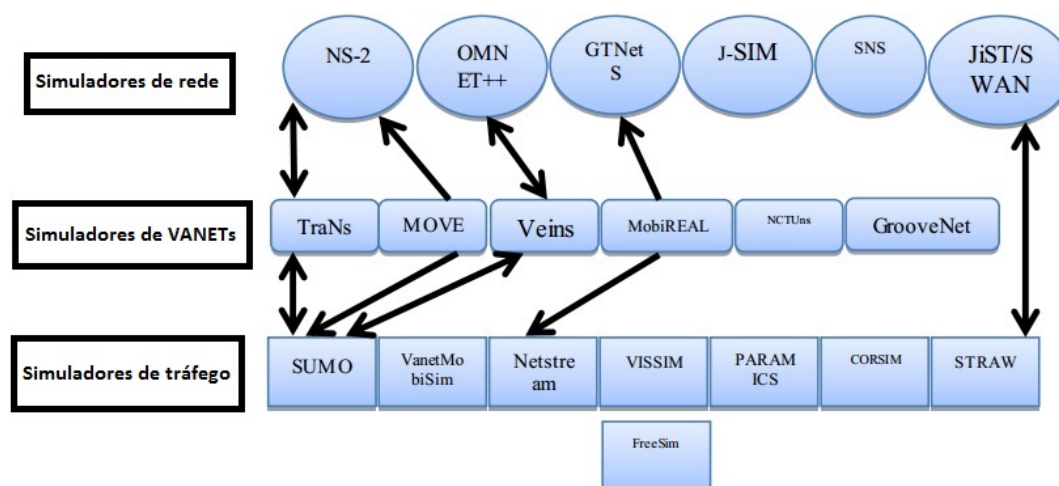 Simuladores de rede
NS-2
OMN
ET++
GTNet
S
J-SIM
SNS
JiST/S
WAN
Simuladores de VANETs
TraNs
MOVE
Veins
MobiREAL
NCTUns
GrooveNet
Simuladores de tráfego
SUMO
VanetMo
biSim
Netstre
am
VISSIM
PARAM
ICS
CORSIM
STRAW
FreeSim